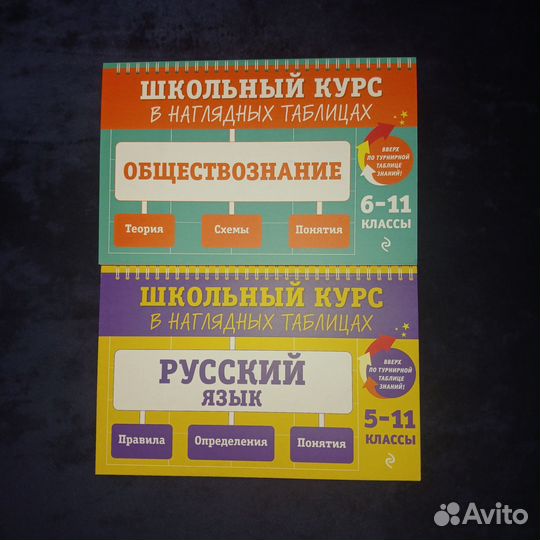 ШКОЛЬНЫЙ КУРС
В НАГЛЯДНЫХ ТАБЛИЦАХ
ОБЩЕСТВОЗНАНИЕ
ВВЕРХ
ПО ТУРНИРНОЙ
ТАБЛИЦЕ
ЗНАНИЙ!
6-11
КЛАССЫ
Теория
Схемы
Понятия
ШКОЛЬНЫЙ КУРС
В НАГЛЯДНЫХ ТАБЛИЦАХ
РУССКИЙ
ЯЗЫК
ВВЕРХ
ПО ТУРНИРНОЙ
ТАБЛИЦЕ
ЗНАНИЙ!
5-11
КЛАССЫ
Правила
Определения
Понятия
Avito